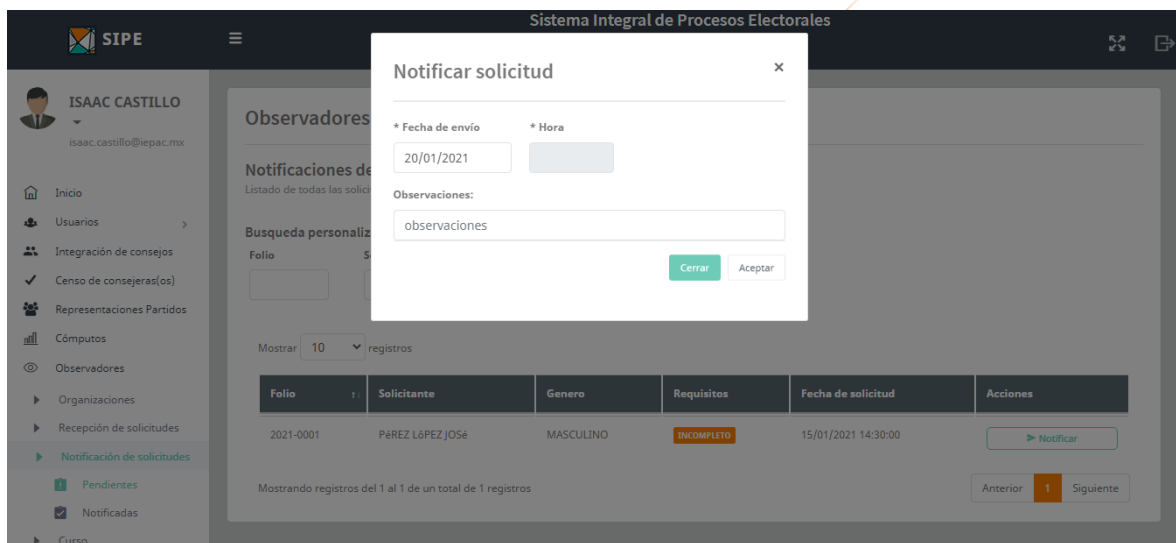 Sistema Integral de Procesos Electorales
SIPE
ISAAC CASTILLO
isaac.castillo@iepac.mx
Inicio
Usuarios
Integración de consejos
Censo de consejeras(os)
Representaciones Partidos
Cómputos
Observadores
Organizaciones
Recepción de solicitudes
Notificación de solicitudes
Pendientes
Notificadas
Curso
Observadores
Notificaciones de
Listado de todas las solici
Busqueda personaliz
Folio S
Notificar solicitud ×
* Fecha de envío * Hora
20/01/2021
Observaciones:
observaciones
Cerrar Aceptar
Mostrar 10 registros
Folio Solicitante Genero Requisitos Fecha de solicitud Acciones
2021-0001 PéREZ LóPEZ JOSé MASCULINO INCOMPLETO 15/01/2021 14:30:00 Notificar
Mostrando registros del 1 al 1 de un total de 1 registros
Anterior 1 Siguiente